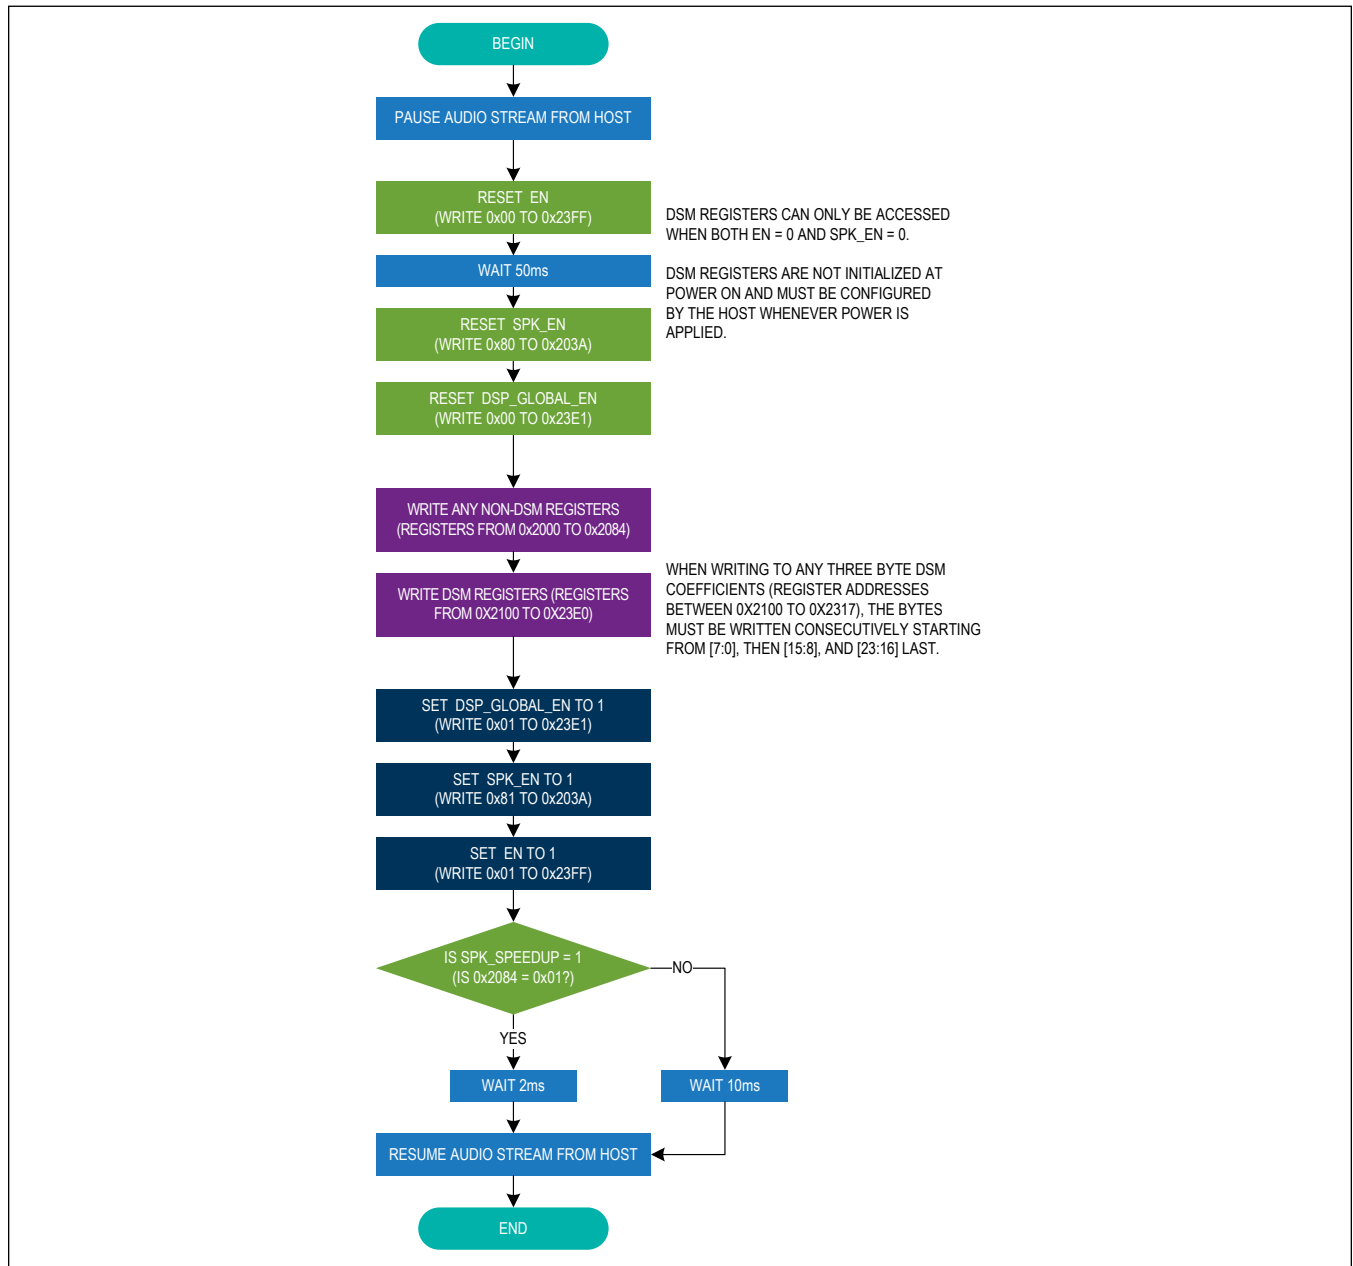 BEGIN
PAUSE AUDIO STREAM FROM HOST
RESET EN
(WRITE 0x00 TO 0x23FF)
DSM REGISTERS CAN ONLY BE ACCESSED
WHEN BOTH EN = 0 AND SPK_EN = 0.
WAIT 50ms
DSM REGISTERS ARE NOT INITIALIZED AT
POWER ON AND MUST BE CONFIGURED
BY THE HOST WHENEVER POWER IS
APPLIED.
RESET SPK_EN
(WRITE 0x80 TO 0x203A)
RESET DSP_GLOBAL_EN
(WRITE 0x00 TO 0x23E1)
WRITE ANY NON-DSM REGISTERS
(REGISTERS FROM 0x2000 TO 0x2084)
WRITE DSM REGISTERS (REGISTERS
FROM 0X2100 TO 0X23E0)
WHEN WRITING TO ANY THREE BYTE DSM
COEFFICIENTS (REGISTER ADDRESSES
BETWEEN 0X2100 TO 0X2317), THE BYTES
MUST BE WRITTEN CONSECUTIVELY STARTING
FROM [7:0], THEN [15:8], AND [23:16] LAST.
SET DSP_GLOBAL_EN TO 1
(WRITE 0x01 TO 0x23E1)
SET SPK_EN TO 1
(WRITE 0x81 TO 0x203A)
SET EN TO 1
(WRITE 0x01 TO 0x23FF)
IS SPK_SPEEDUP = 1
(IS 0x2084 = 0x01?)
NO
YES
WAIT 2ms
WAIT 10ms
RESUME AUDIO STREAM FROM HOST
END